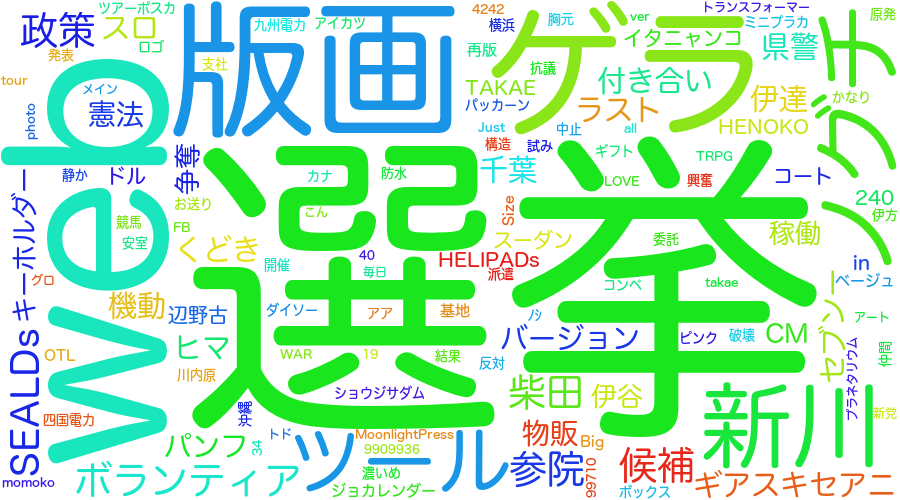 ツアーポスカ
九州電力
アイカツ
4242
横浜
胸元
ver
トランスフォーマー
ミニプラカ
原発
政策
スロ
ロゴ
発表
支社
版画
ゲラ
ノブチ
再版
抗議
イタニャンコ
県警
tour
メイン
photo
憲法
web
TAKAE
パッカーン
付き合い
ラスト
伊達
かなり
HENOKO
Just
構造
試み
中止
all
静か
ドル
争奪
選挙
カナ
防水
千葉
ギフト
LOVE
TRPG
興奮
コート
240
伊方
お送り
キーホルダー
競馬
安室
FB
こん
Size
くどき
スーダン
委託
稼働
40
HELIPADs
派遣
in
ベージュ
グロ
開催
毎日
コンペ
takae
機動
辺野古
ダイソー
アア
基地
ﾉｼ
バージョン
ピンク
破壊
CM
セブンー
アート
仲間
SEALDs
OTL
ヒマ
WAR
19
結果
反対
プラネタリウム
川内原
ショウジサダム
柴田
伊谷
新川
新党
四国電力
沖縄
パンフ
34
トド
ツール
MoonlightPress
9909936
物販
Big
参院
候補
99710
momoko
ボランティア
濃いめ
ジョカレンダー
ボックス
ギアスキセアニ